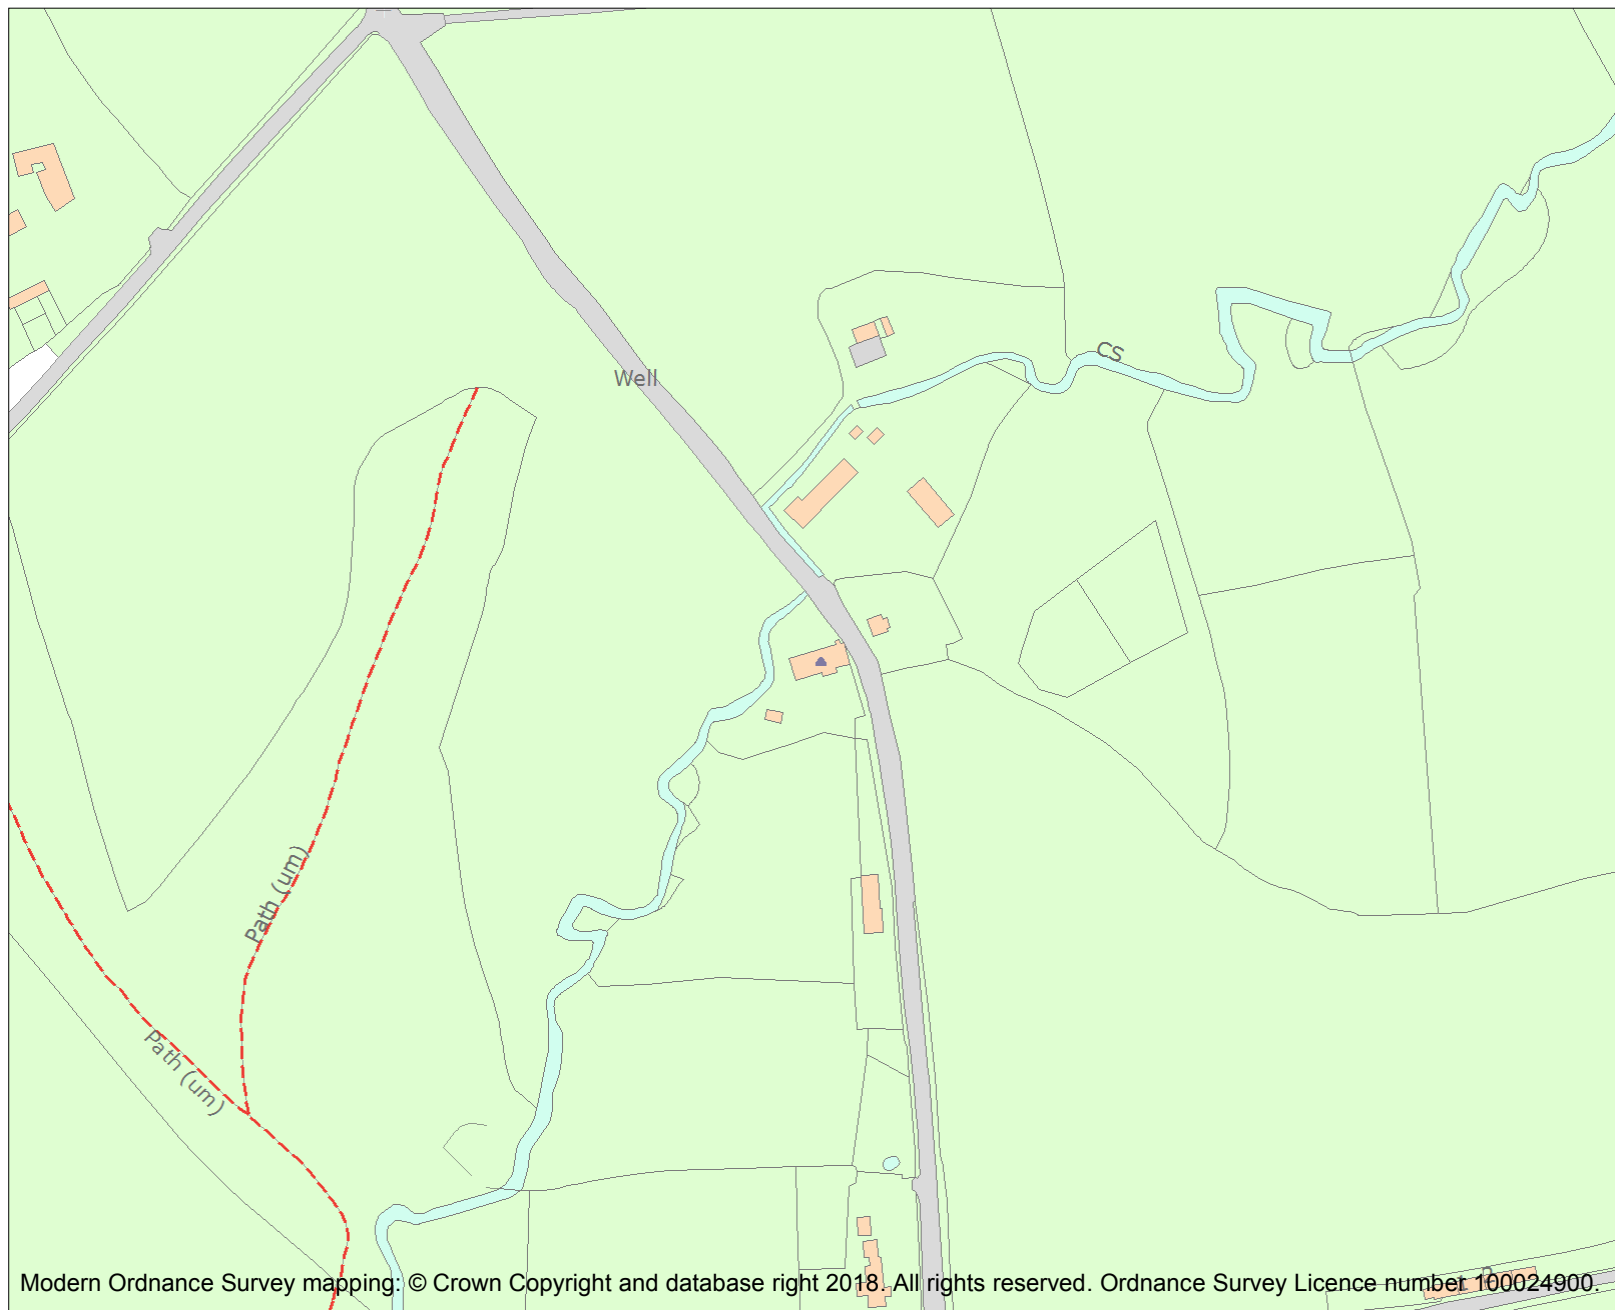 CS
Well
Path (um)
Path (um)
Modern Ordnance Survey mapping: © Crown Copyright and database right 2018. All rights reserved. Ordnance Survey Licence number 100024900.